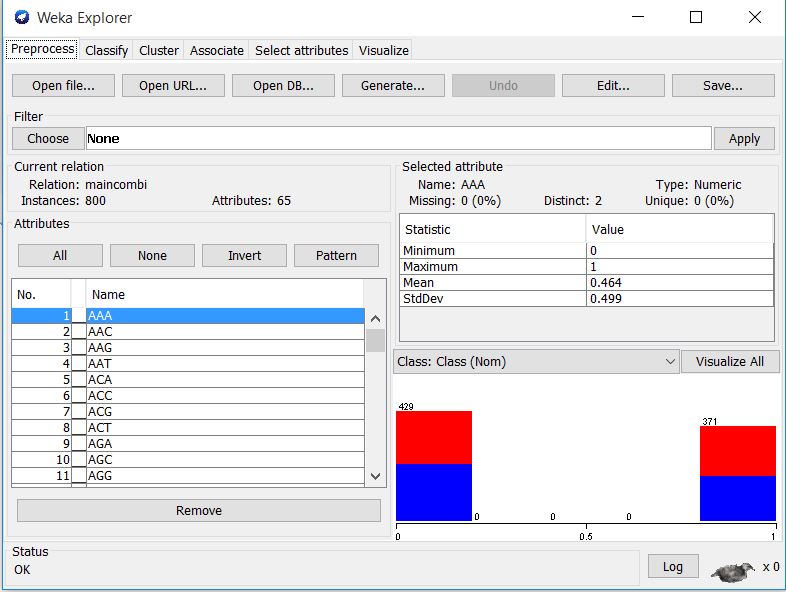 Weka Explorer
Preprocess Classify Cluster Associate Select attributes Visualize
Open file... Open URL... Open DB... Generate... Undo Edit... Save...
Filter
Choose None Apply
Current relation
Relation: maincombi
Instances: 800 Attributes: 65
Selected attribute
Name: AAA Type: Numeric
Missing: 0 (0%) Distinct: 2 Unique: 0 (0%)
Statistic Value
Minimum 0
Maximum 1
Mean 0.464
StdDev 0.499
Attributes
All None Invert Pattern
No. Name
1 AAA
2 AAC
3 AAG
4 AAT
5 ACA
6 ACC
7 ACG
8 ACT
9 AGA
10 AGC
11 AGG
Remove
Class: Class (Nom) Visualize All
429
371
0 0 0
0 0.5 1
Status
OK
Log x 0